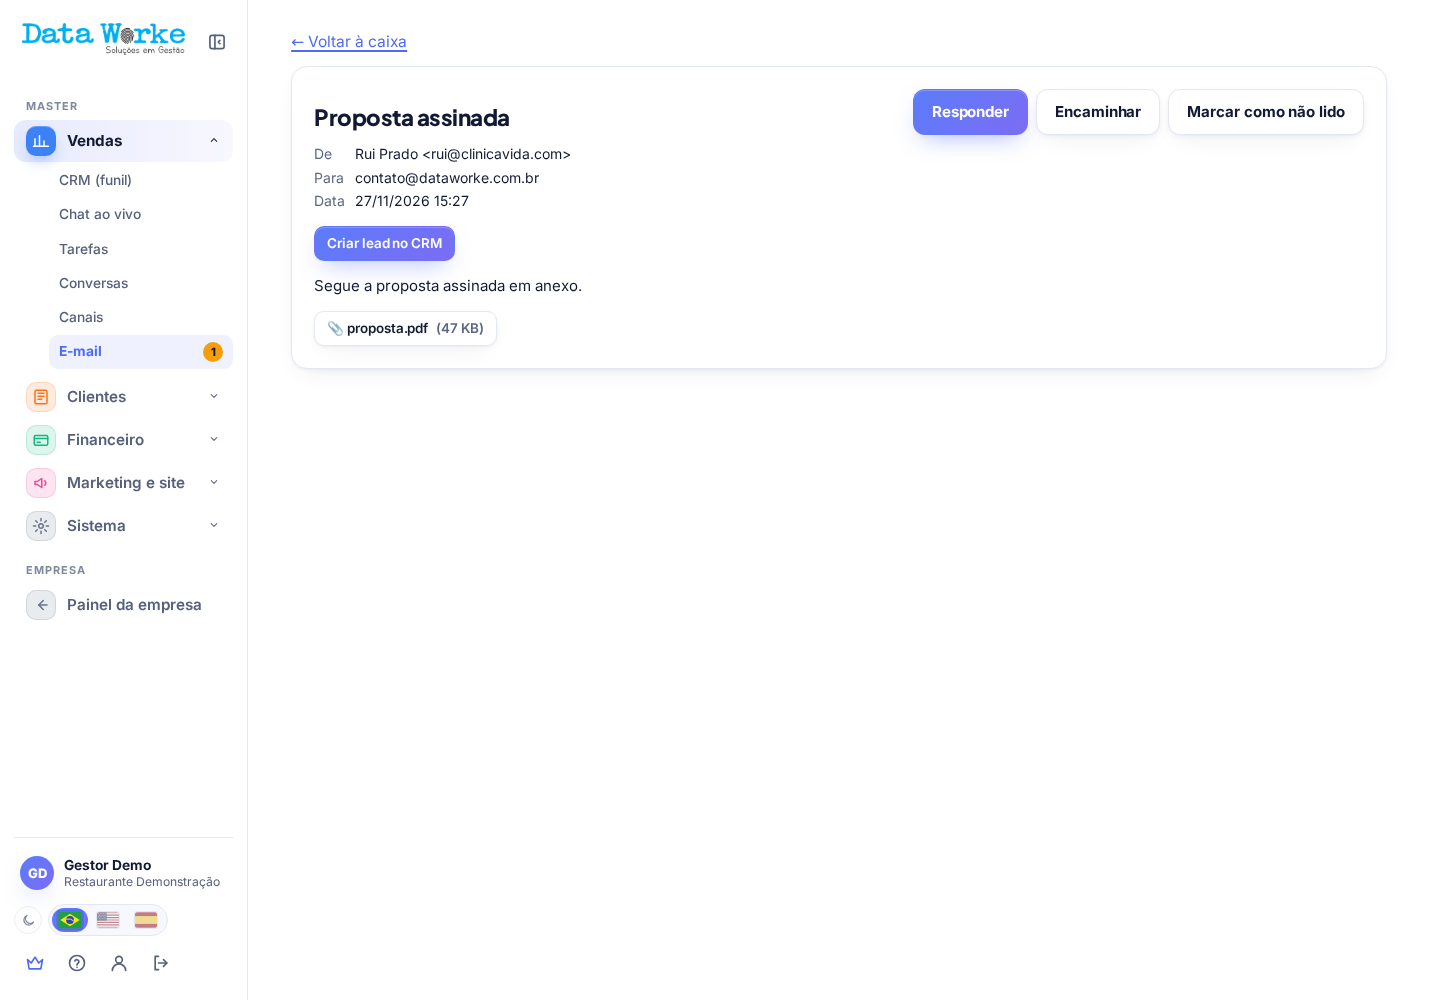 Data Worke
Soluções em Gestão
MASTER
Vendas
CRM (funil)
Chat ao vivo
Tarefas
Conversas
Canais
E-mail 1
Clientes
Financeiro
Marketing e site
Sistema
EMPRESA
Painel da empresa
GD
Gestor Demo
Restaurante Demonstração
← Voltar à caixa
Proposta assinada
Responder Encaminhar Marcar como não lido
De Rui Prado <rui@clinicavida.com>
Para contato@dataworke.com.br
Data 27/11/2026 15:27
Criar lead no CRM
Segue a proposta assinada em anexo.
📎 proposta.pdf (47 KB)